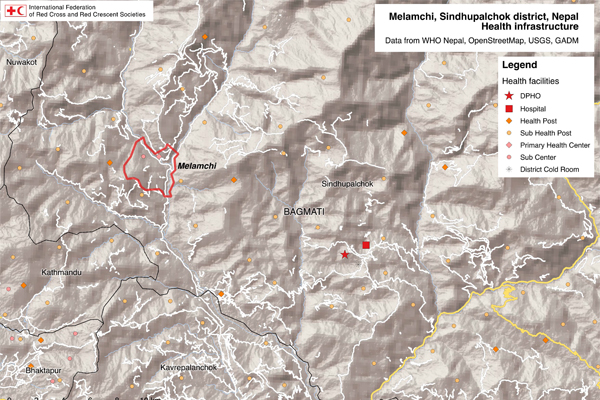 International Federation
of Red Cross and Red Crescent Societies
Melamchi, Sindhupalchok district, Nepal
Health infrastructure
Data from WHO Nepal, OpenStreetMap, USGS, GADM
Nuwakot
Legend
Health facilities
DPHO
Hospital
Health Post
Sub Health Post
Primary Health Center
Sub Center
District Cold Room
Melamchi
Sindhupalchok
BAGMATI
Kathmandu
Bhaktapur
Kavrepalanchok